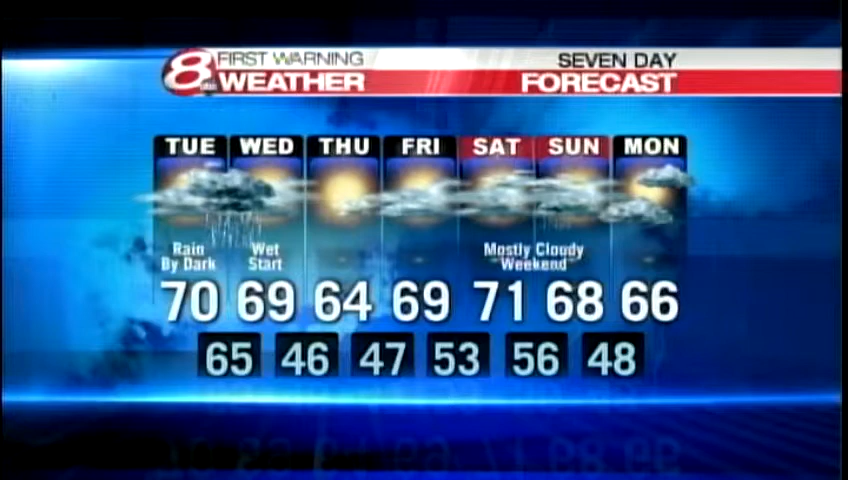 8 FIRST WARNING
WEATHER
SEVEN DAY
FORECAST
TUE WED THU FRI SAT SUN MON
Rain
By Dark
Wet
Start
Mostly Cloudy
Weekend
70 69 64 69 71 68 66
65 46 47 53 56 48